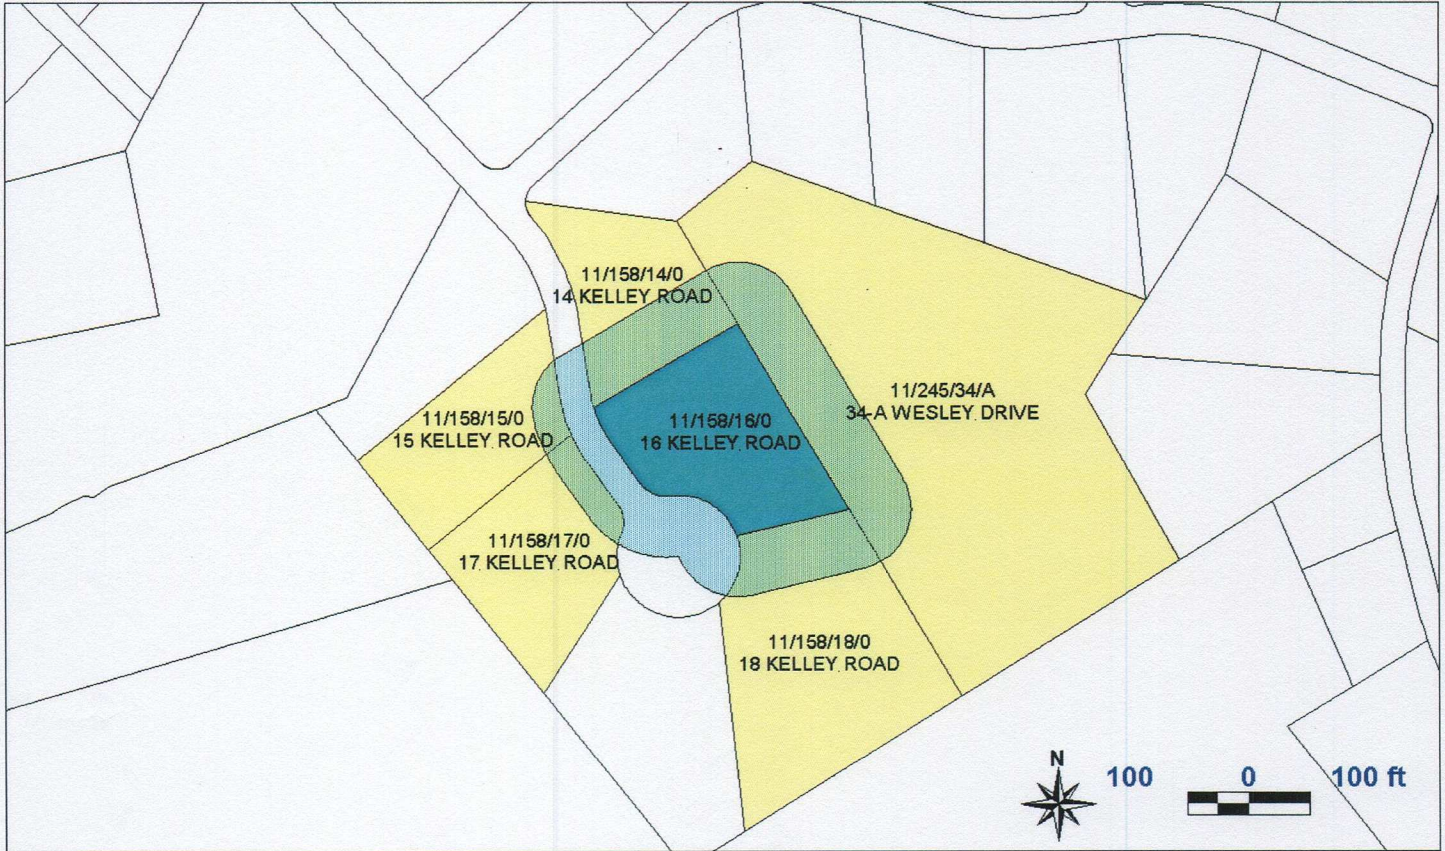 11/158/14/0
14 KELLEY ROAD
11/245/34/A
34-A WESLEY DRIVE
11/158/15/0
15 KELLEY ROAD
11/158/16/0
16 KELLEY ROAD
11/158/17/0
17 KELLEY ROAD
11/158/18/0
18 KELLEY ROAD
N
100 0 100 ft